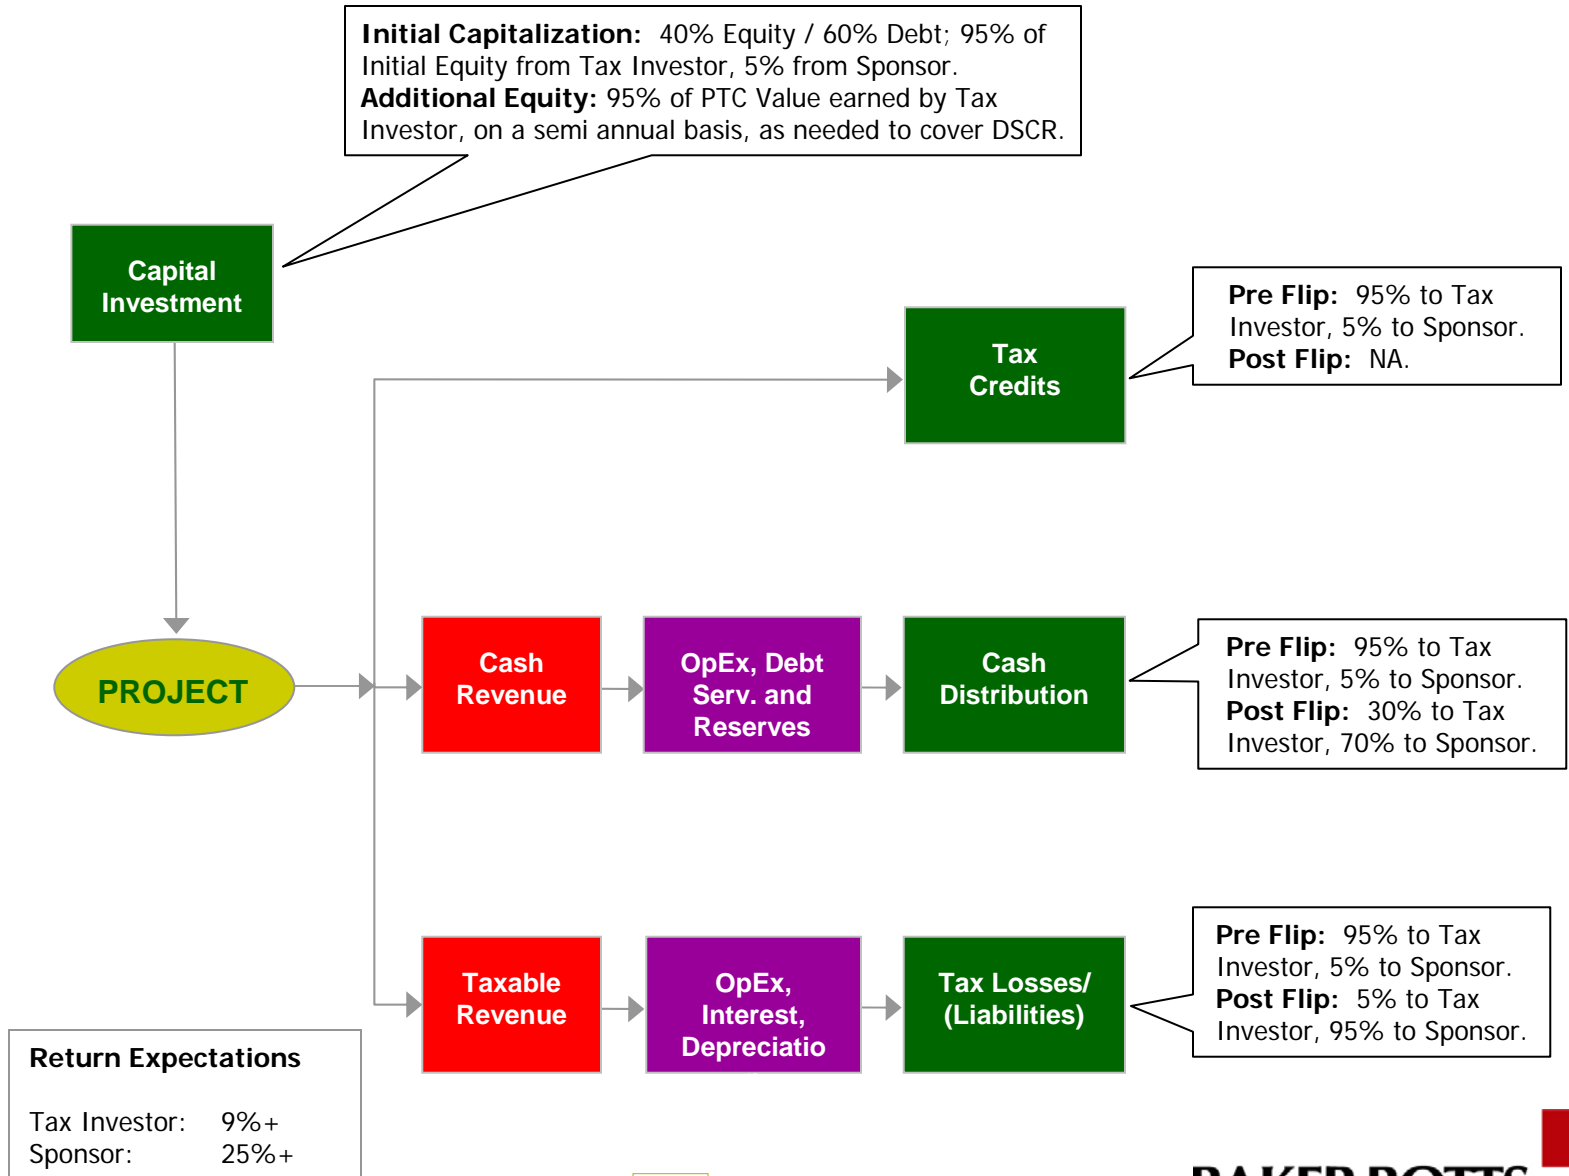 Initial Capitalization: 40% Equity / 60% Debt; 95% of
Initial Equity from Tax Investor, 5% from Sponsor.
Additional Equity: 95% of PTC Value earned by Tax
Investor, on a semi annual basis, as needed to cover DSCR.
Capital
Investment
Tax
Credits
Pre Flip: 95% to Tax
Investor, 5% to Sponsor.
Post Flip: NA.
PROJECT
Cash
Revenue
OpEx, Debt
Serv. and
Reserves
Cash
Distribution
Pre Flip: 95% to Tax
Investor, 5% to Sponsor.
Post Flip: 30% to Tax
Investor, 70% to Sponsor.
Taxable
Revenue
OpEx,
Interest,
Depreciatio
Tax Losses/
(Liabilities)
Pre Flip: 95% to Tax
Investor, 5% to Sponsor.
Post Flip: 5% to Tax
Investor, 95% to Sponsor.
Return Expectations
Tax Investor: 9%+
Sponsor: 25%+
BAKER BOTTS